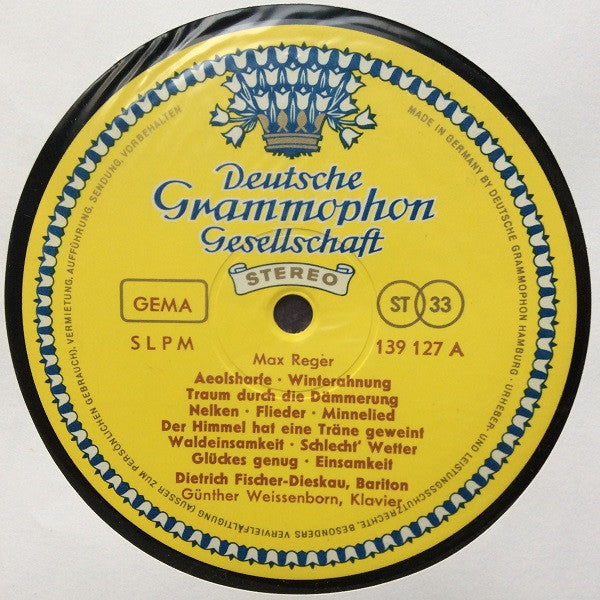 Deutsche
Grammophon
Gesellschaft
STEREO
GEMA
ST 33
SLPM
139 127 A
Max Reger
Aeolsharfe · Winterahnung
Traum durch die Dämmerung
Nelken · Flieder · Minnelied
Der Himmel hat eine Träne geweint
Waldeinsamkeit · Schlecht' Wetter
Glückes genug · Einsamkeit
Dietrich Fischer-Dieskau, Bariton
Günther Weissenborn, Klavier
MADE IN GERMANY BY DEUTSCHE GRAMMOPHON HAMBURG · URHEBER- UND LEISTUNGSSCHUTZRECHTE, BESONDERS VERVIELFÄLTIGUNG (AUSSER ZUM PERSÖNLICHEN GEBRAUCH), VERMIETUNG, AUFFÜHRUNG, SENDUNG, VORBEHALTEN